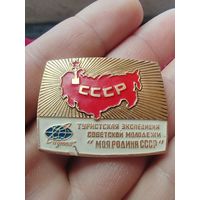 СССР
ТУРИСТСКАЯ ЭКСПЕДИЦИЯ
СОВЕТСКОЙ МОЛОДЕЖИ
"МОЯ РОДИНА СССР"